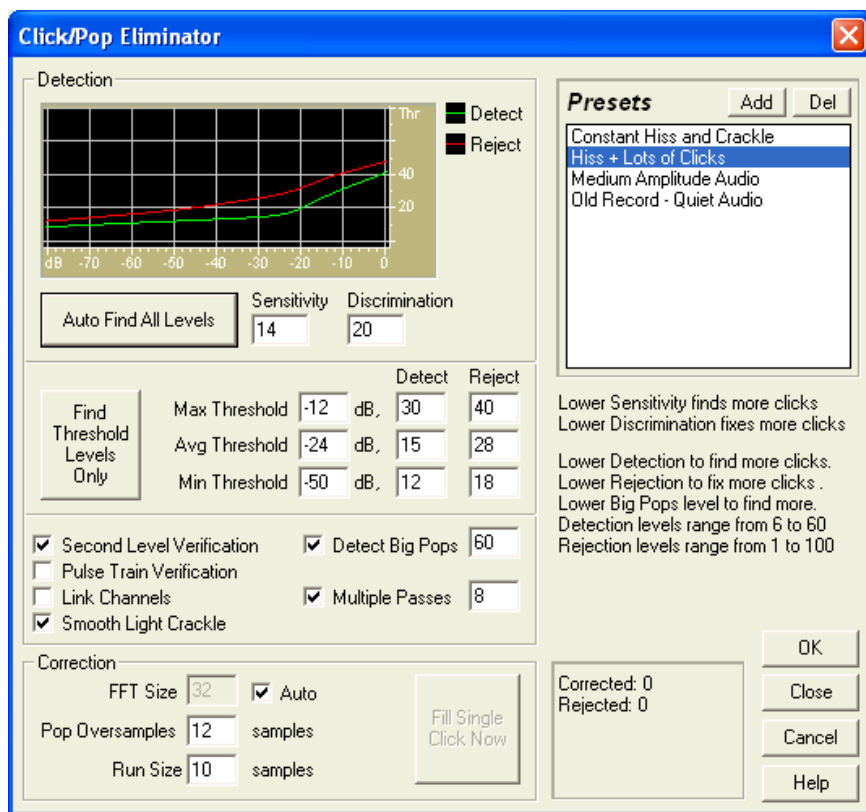 Click/Pop Eliminator
Detection
Thr
40
20
dB -70 -60 -50 -40 -30 -20 -10 0
Detect
Reject
Auto Find All Levels
Sensitivity
14
Discrimination
20
Detect Reject
Find
Threshold
Levels
Only
Max Threshold -12 dB, 30 40
Avg Threshold -24 dB, 15 28
Min Threshold -50 dB, 12 18
Second Level Verification
Pulse Train Verification
Link Channels
Smooth Light Crackle
Detect Big Pops 60
Multiple Passes 8
Correction
FFT Size 32 Auto
Pop Oversamples 12 samples
Run Size 10 samples
Fill Single
Click Now
Presets Add Del
Constant Hiss and Crackle
Hiss + Lots of Clicks
Medium Amplitude Audio
Old Record - Quiet Audio
Lower Sensitivity finds more clicks
Lower Discrimination fixes more clicks
Lower Detection to find more clicks.
Lower Rejection to fix more clicks .
Lower Big Pops level to find more.
Detection levels range from 6 to 60
Rejection levels range from 1 to 100
Corrected: 0
Rejected: 0
OK
Close
Cancel
Help